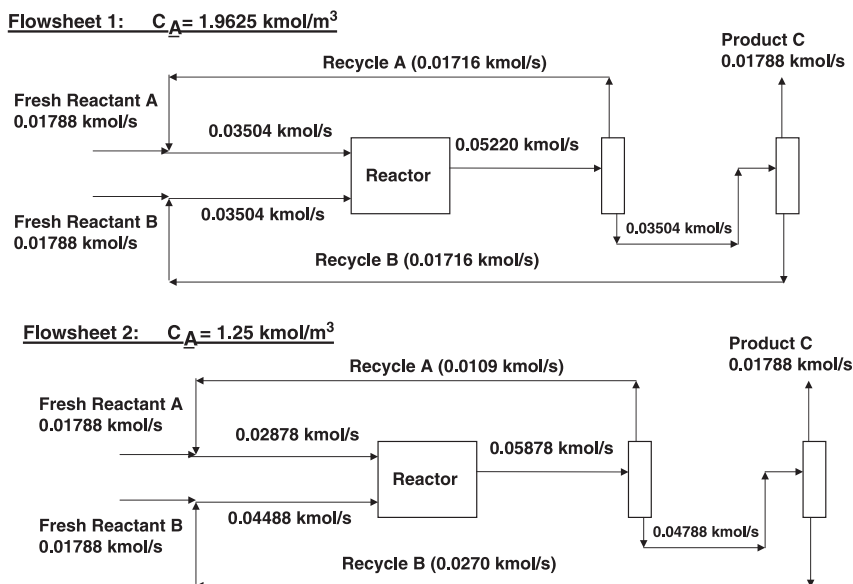 Flowsheet 1: C A = 1.9625 kmol/m³
Product C
0.01788 kmol/s
Recycle A (0.01716 kmol/s)
Fresh Reactant A
0.01788 kmol/s
0.03504 kmol/s
0.05220 kmol/s
Reactor
Fresh Reactant B
0.01788 kmol/s
0.03504 kmol/s
0.03504 kmol/s
Recycle B (0.01716 kmol/s)
Flowsheet 2: C A = 1.25 kmol/m³
Product C
0.01788 kmol/s
Recycle A (0.0109 kmol/s)
Fresh Reactant A
0.01788 kmol/s
0.02878 kmol/s
0.05878 kmol/s
Reactor
Fresh Reactant B
0.01788 kmol/s
0.04488 kmol/s
0.04788 kmol/s
Recycle B (0.0270 kmol/s)